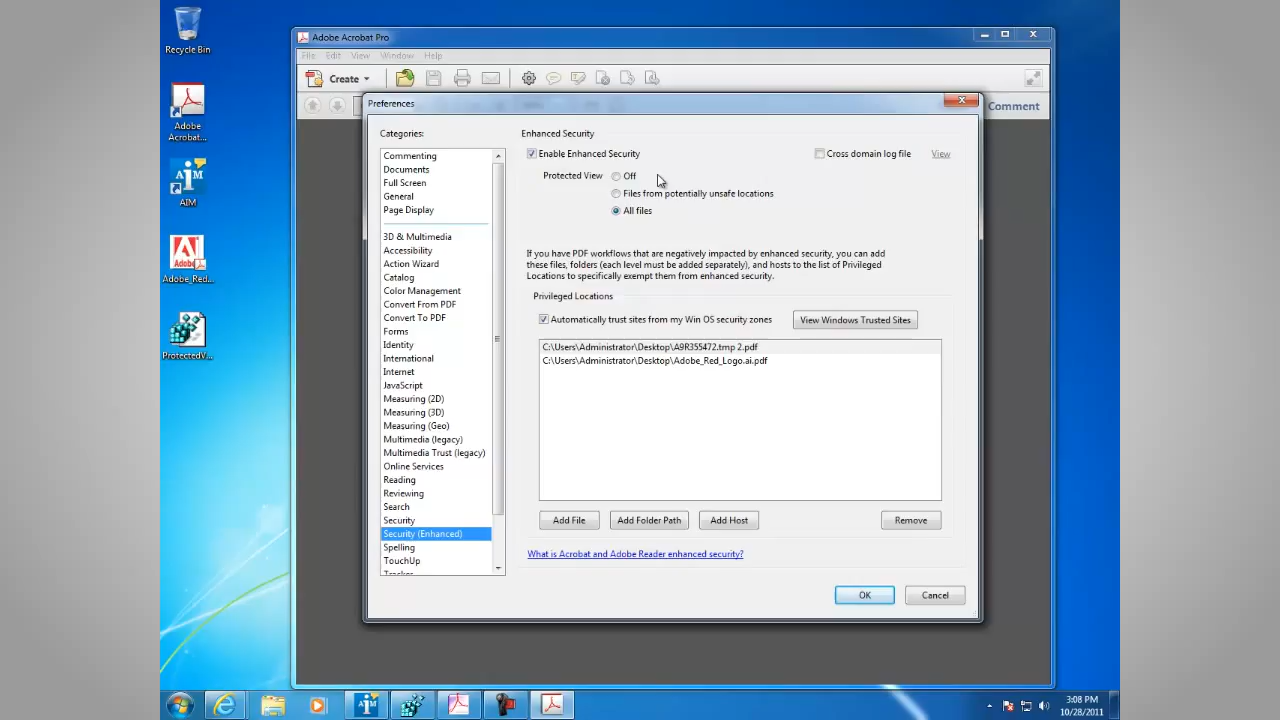 Recycle Bin
Adobe
Acrobat...
AIM
Adobe
Adobe_Red...
ProtectedV...
Adobe Acrobat Pro
File Edit View Window Help
Create
Comment
Preferences
Categories:
Commenting
Documents
Full Screen
General
Page Display
3D & Multimedia
Accessibility
Action Wizard
Catalog
Color Management
Convert From PDF
Convert To PDF
Forms
Identity
International
Internet
JavaScript
Measuring (2D)
Measuring (3D)
Measuring (Geo)
Multimedia (legacy)
Multimedia Trust (legacy)
Online Services
Reading
Reviewing
Search
Security
Security (Enhanced)
Spelling
TouchUp
Tracker
Enhanced Security
Enable Enhanced Security
Cross domain log file View
Protected View Off
Files from potentially unsafe locations
All files
If you have PDF workflows that are negatively impacted by enhanced security, you can add
these files, folders (each level must be added separately), and hosts to the list of Privileged
Locations to specifically exempt them from enhanced security.
Privileged Locations
Automatically trust sites from my Win OS security zones View Windows Trusted Sites
C:\Users\Administrator\Desktop\A9R355472.tmp 2.pdf
C:\Users\Administrator\Desktop\Adobe_Red_Logo.ai.pdf
Add File Add Folder Path Add Host Remove
What is Acrobat and Adobe Reader enhanced security?
OK Cancel
AIM
3:08 PM
10/28/2011